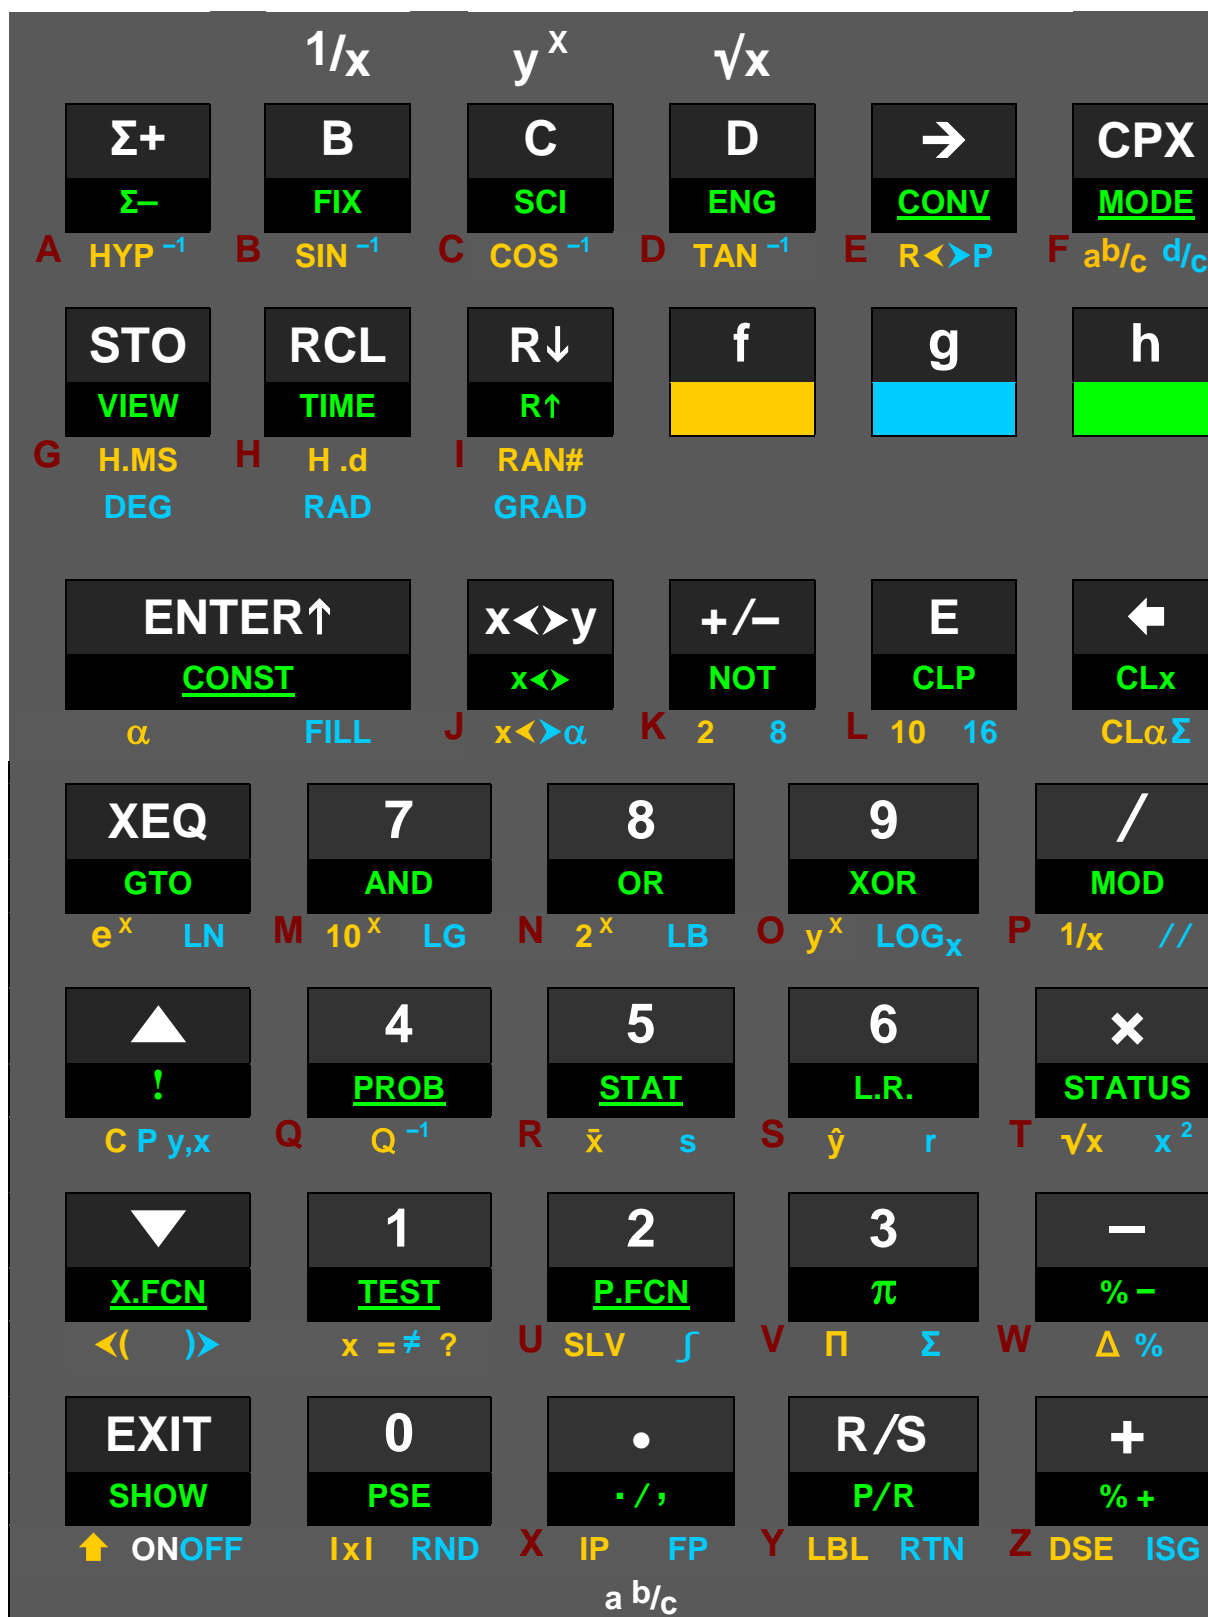 1/x y x √x
Σ+ B C D → CPX
Σ– FIX SCI ENG CONV MODE
A HYP –1 B SIN –1 C COS –1 D TAN –1 E R<>P F ab/c d/c
STO RCL R↓ f g h
VIEW TIME R↑
G H.MS H H.d I RAN#
DEG RAD GRAD
ENTER↑ x<>y +/– E ←
CONST x<> NOT CLP CLx
α FILL J x<>α K 2 8 L 10 16 CLαΣ
XEQ 7 8 9 /
GTO AND OR XOR MOD
e x LN M 10 x LG N 2 x LB O y x LOGx P 1/x //
▲ 4 5 6 ×
! PROB STAT L.R. STATUS
C P y,x Q Q –1 R x̄ s S ŷ r T √x x 2
▼ 1 2 3 –
X.FCN TEST P.FCN π % –
<( )> x = ≠ ? U SLV ∫ V Π Σ W Δ %
EXIT 0 • R/S +
SHOW PSE ·/, P/R % +
↑ ONOFF IxI RND X IP FP Y LBL RTN Z DSE ISG
a b/c